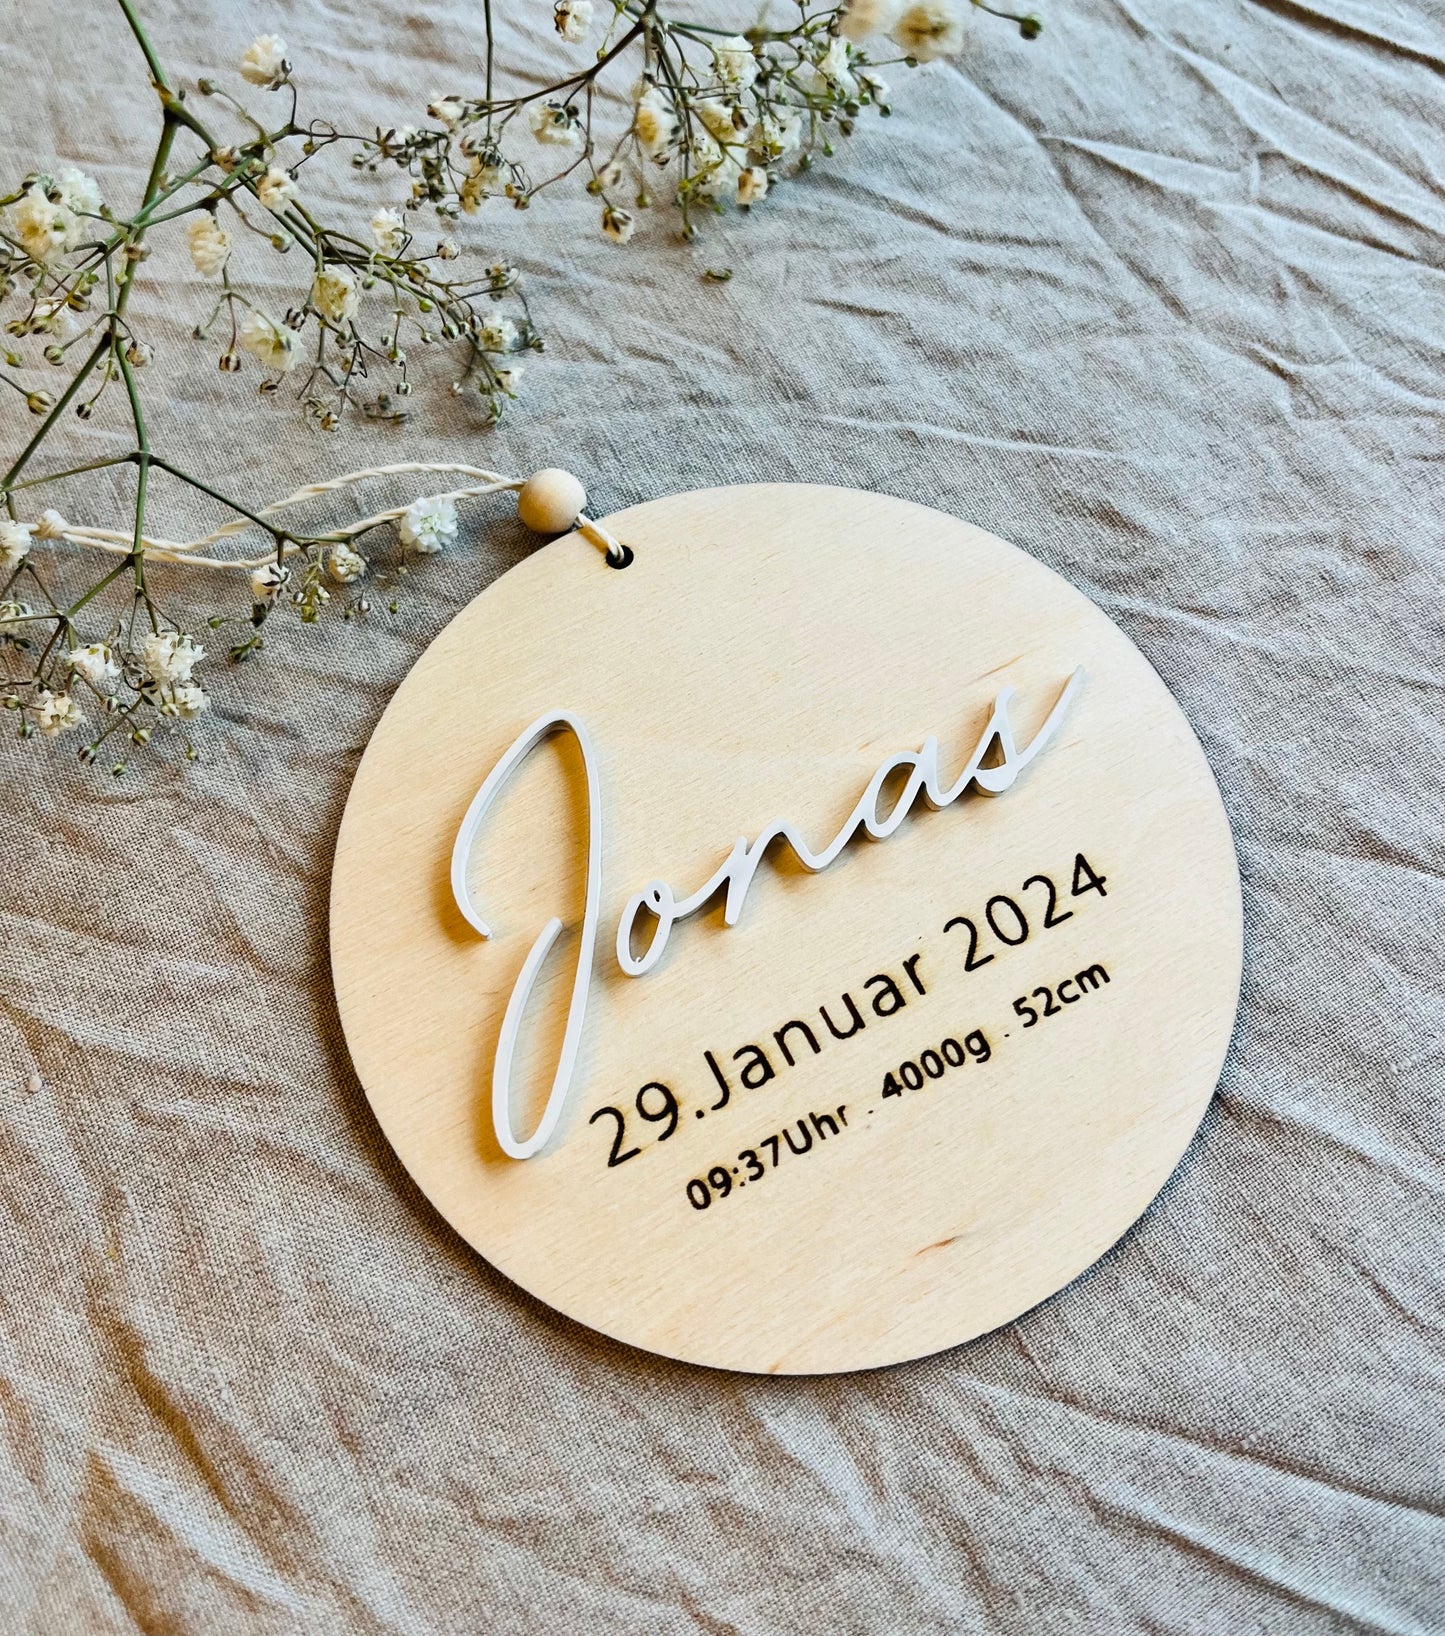 Jonas
29.Januar 2024
09:37Uhr . 4000g . 52cm